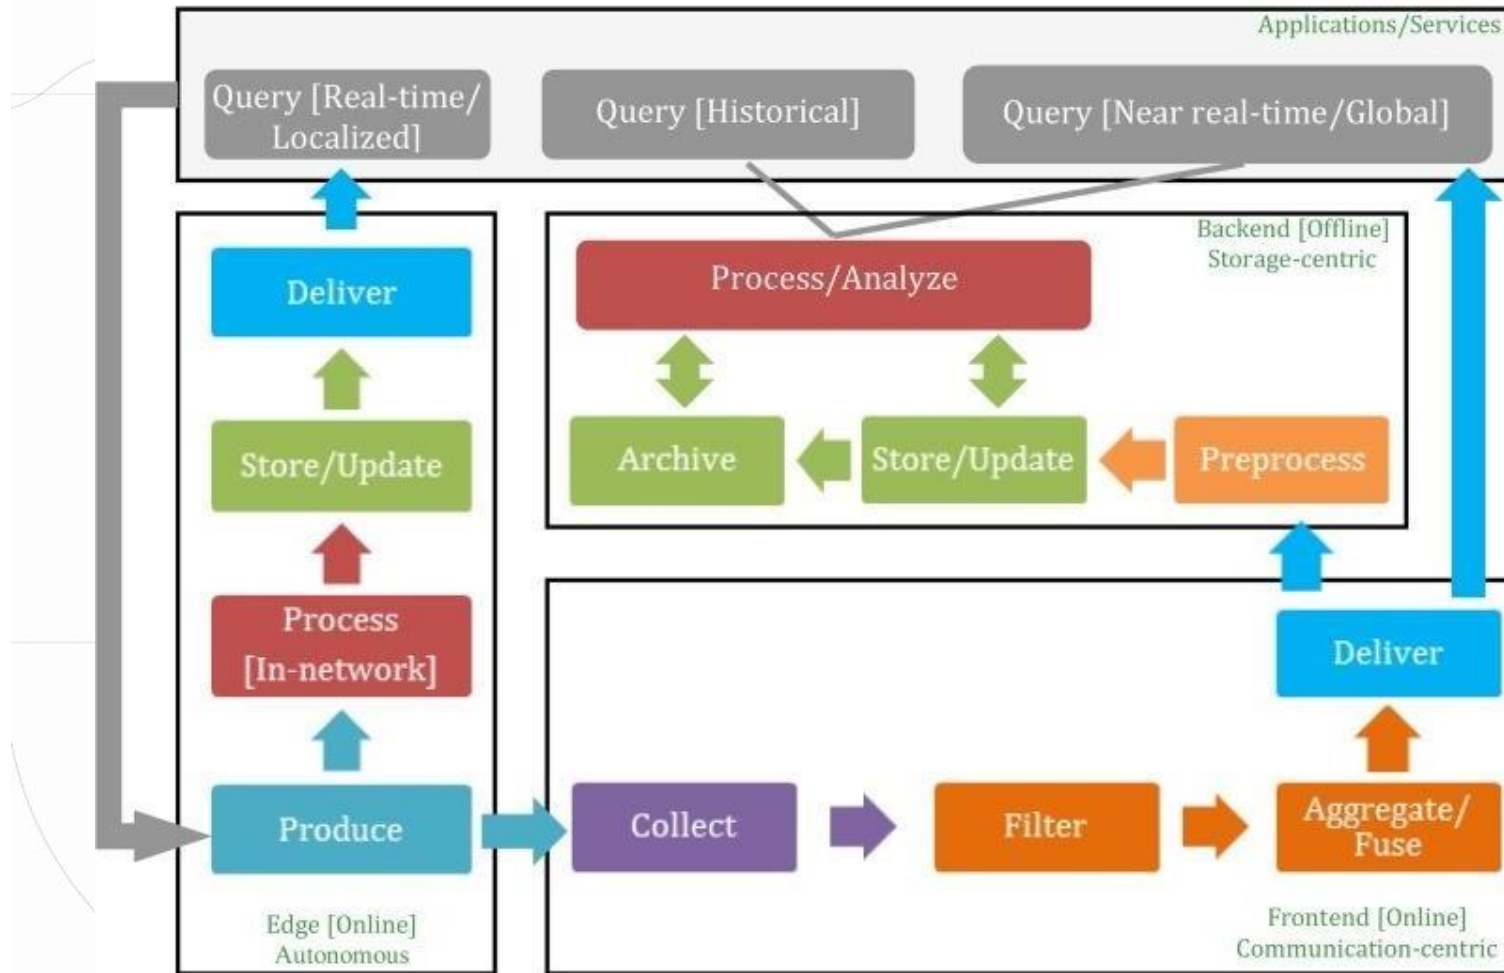 Applications/Services
Query [Real-time/
Localized]
Query [Historical]
Query [Near real-time/Global]
Backend [Offline]
Storage-centric
Deliver
Process/Analyze
Store/Update
Archive
Store/Update
Preprocess
Process
[In-network]
Deliver
Produce
Collect
Filter
Aggregate/
Fuse
Edge [Online]
Autonomous
Frontend [Online]
Communication-centric